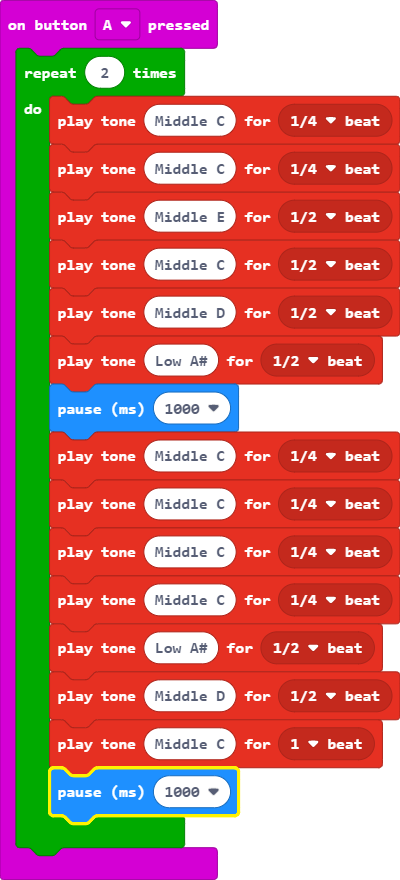 on button A pressed
repeat 2 times
do
play tone Middle C for 1/4 beat
play tone Middle C for 1/4 beat
play tone Middle E for 1/2 beat
play tone Middle C for 1/2 beat
play tone Middle D for 1/2 beat
play tone Low A# for 1/2 beat
pause (ms) 1000
play tone Middle C for 1/4 beat
play tone Middle C for 1/4 beat
play tone Middle C for 1/4 beat
play tone Middle C for 1/4 beat
play tone Low A# for 1/2 beat
play tone Middle D for 1/2 beat
play tone Middle C for 1 beat
pause (ms) 1000